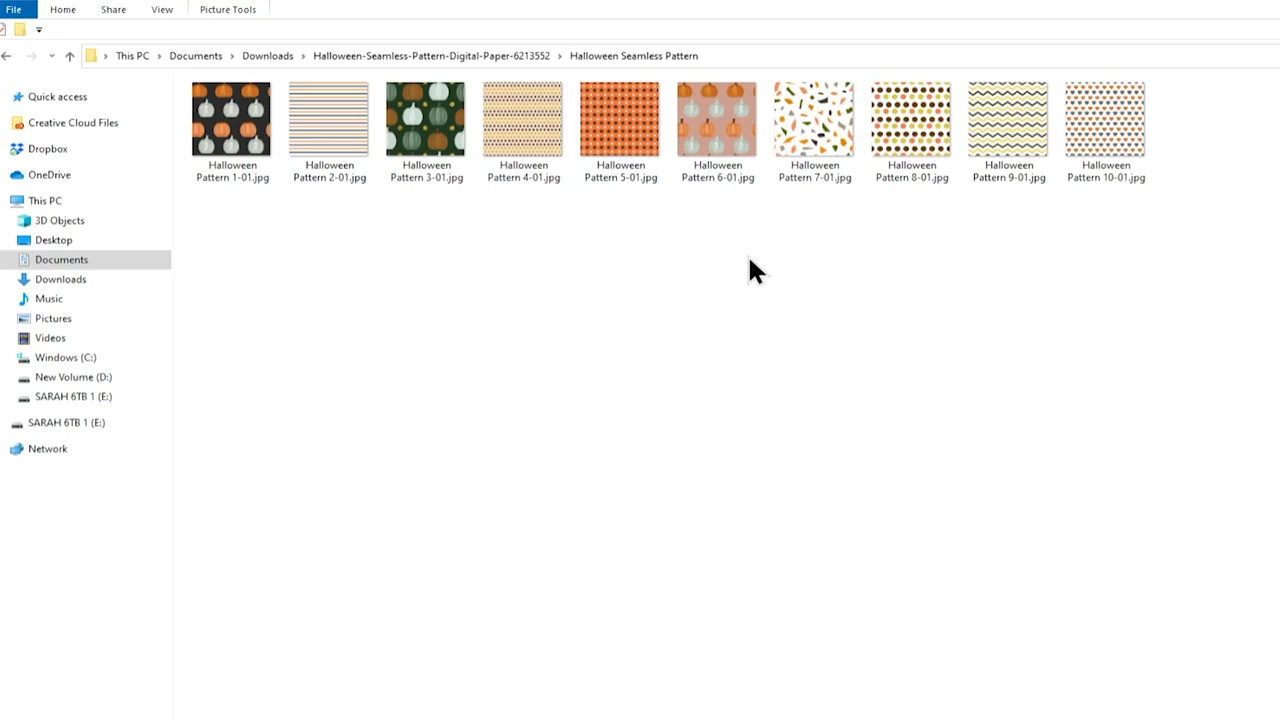 File Home Share View Picture Tools
This PC > Documents > Downloads > Halloween-Seamless-Pattern-Digital-Paper-6213552 > Halloween Seamless Pattern
Quick access
Creative Cloud Files
Dropbox
OneDrive
This PC
3D Objects
Desktop
Documents
Downloads
Music
Pictures
Videos
Windows (C:)
New Volume (D:)
SARAH 6TB 1 (E:)
SARAH 6TB 1 (E:)
Network
Halloween
Pattern 1-01.jpg
Halloween
Pattern 2-01.jpg
Halloween
Pattern 3-01.jpg
Halloween
Pattern 4-01.jpg
Halloween
Pattern 5-01.jpg
Halloween
Pattern 6-01.jpg
Halloween
Pattern 7-01.jpg
Halloween
Pattern 8-01.jpg
Halloween
Pattern 9-01.jpg
Halloween
Pattern 10-01.jpg